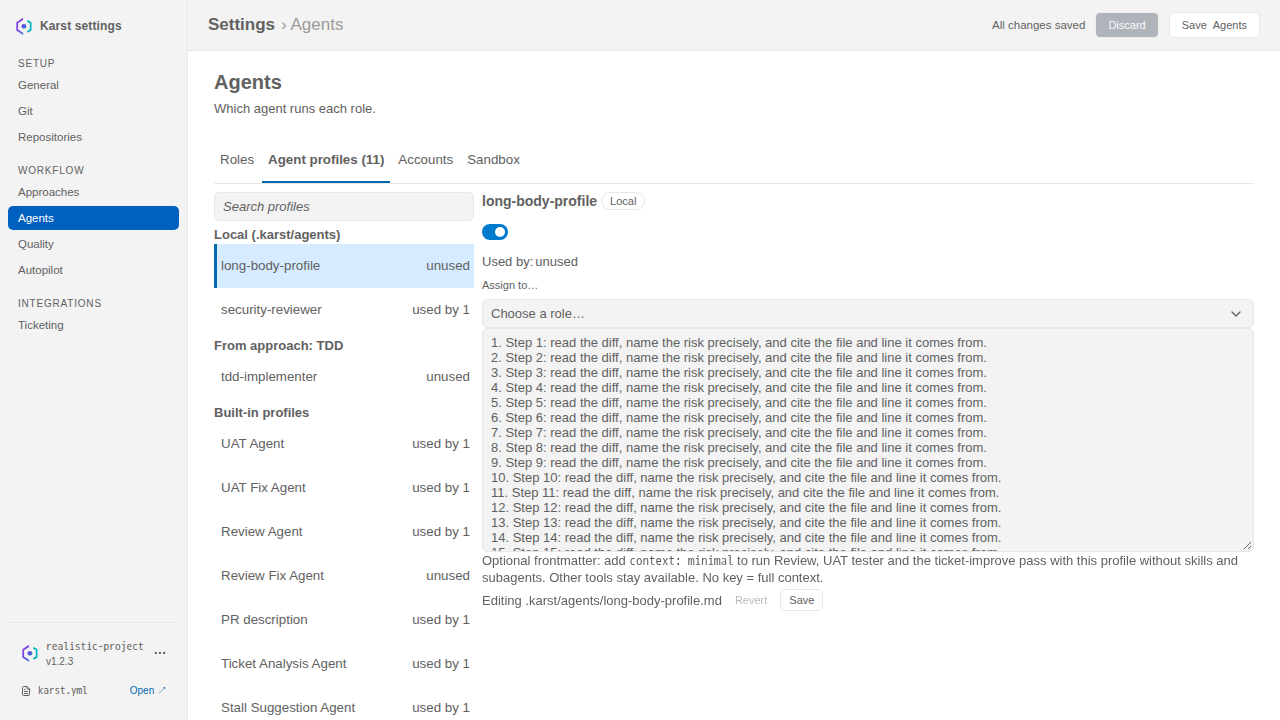 Karst settings
SETUP
General
Git
Repositories
WORKFLOW
Approaches
Agents
Quality
Autopilot
INTEGRATIONS
Ticketing
realistic-project
v1.2.3
karst.yml
Open ↗
Settings › Agents
All changes saved
Discard
Save Agents
Agents
Which agent runs each role.
Roles
Agent profiles (11)
Accounts
Sandbox
Search profiles
Local (.karst/agents)
long-body-profile unused
security-reviewer used by 1
From approach: TDD
tdd-implementer unused
Built-in profiles
UAT Agent used by 1
UAT Fix Agent used by 1
Review Agent used by 1
Review Fix Agent unused
PR description used by 1
Ticket Analysis Agent used by 1
Stall Suggestion Agent used by 1
long-body-profile Local
Used by: unused
Assign to…
Choose a role…
1. Step 1: read the diff, name the risk precisely, and cite the file and line it comes from.
2. Step 2: read the diff, name the risk precisely, and cite the file and line it comes from.
3. Step 3: read the diff, name the risk precisely, and cite the file and line it comes from.
4. Step 4: read the diff, name the risk precisely, and cite the file and line it comes from.
5. Step 5: read the diff, name the risk precisely, and cite the file and line it comes from.
6. Step 6: read the diff, name the risk precisely, and cite the file and line it comes from.
7. Step 7: read the diff, name the risk precisely, and cite the file and line it comes from.
8. Step 8: read the diff, name the risk precisely, and cite the file and line it comes from.
9. Step 9: read the diff, name the risk precisely, and cite the file and line it comes from.
10. Step 10: read the diff, name the risk precisely, and cite the file and line it comes from.
11. Step 11: read the diff, name the risk precisely, and cite the file and line it comes from.
12. Step 12: read the diff, name the risk precisely, and cite the file and line it comes from.
13. Step 13: read the diff, name the risk precisely, and cite the file and line it comes from.
14. Step 14: read the diff, name the risk precisely, and cite the file and line it comes from.
15. Step 15: read the diff, name the risk precisely, and cite the file and line it comes from.
Optional frontmatter: add context: minimal to run Review, UAT tester and the ticket-improve pass with this profile without skills and
subagents. Other tools stay available. No key = full context.
Editing .karst/agents/long-body-profile.md Revert Save